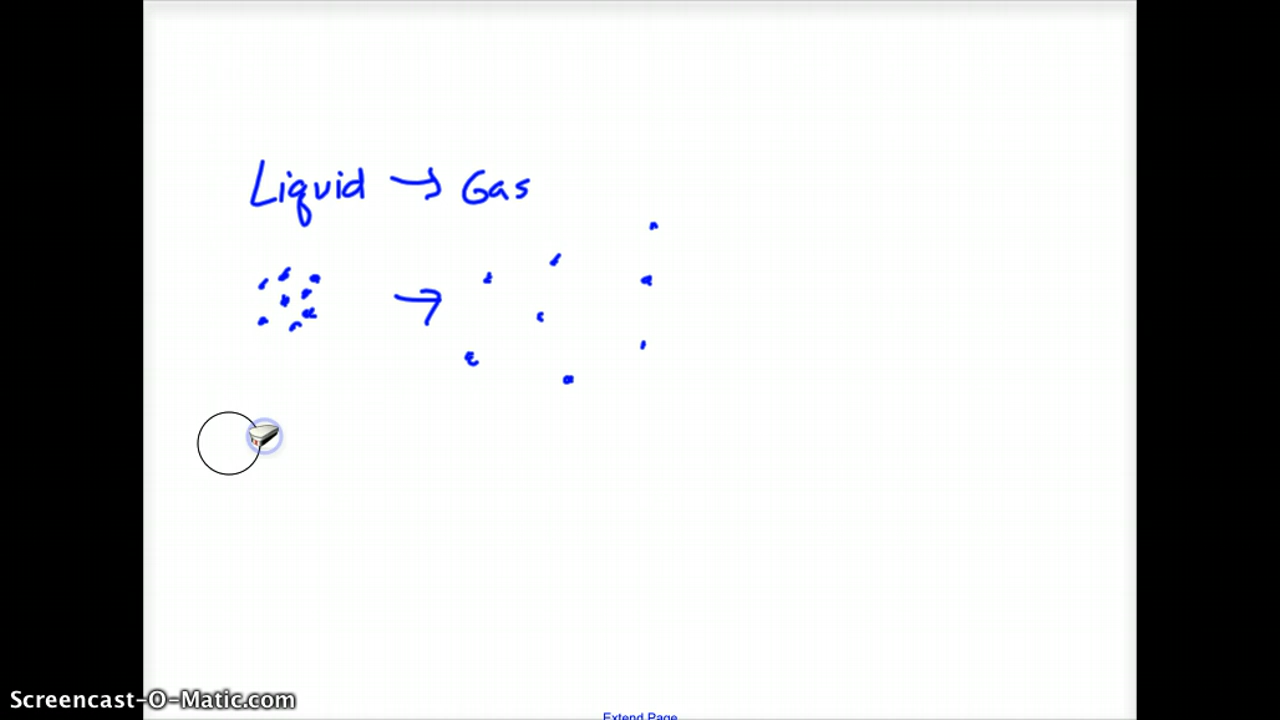 Liquid → Gas
→
Screencast-O-Matic.com
Extend Page